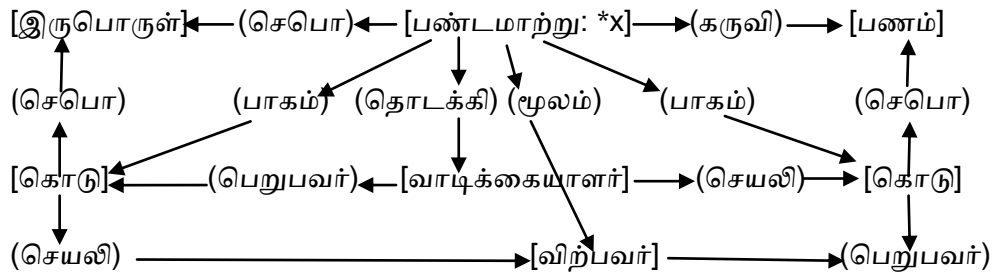 [இருபொருள்] (செபொ) [பண்டமாற்று: *x] (கருவி) [பணம்]
(செபொ) (பாகம்) (தொடக்கி) (மூலம்) (பாகம்) (செபொ)
[கொடு] (பெறுபவர்) [வாடிக்கையாளர்] (செயலி) [கொடு]
(செயலி) [விற்பவர்] (பெறுபவர்)